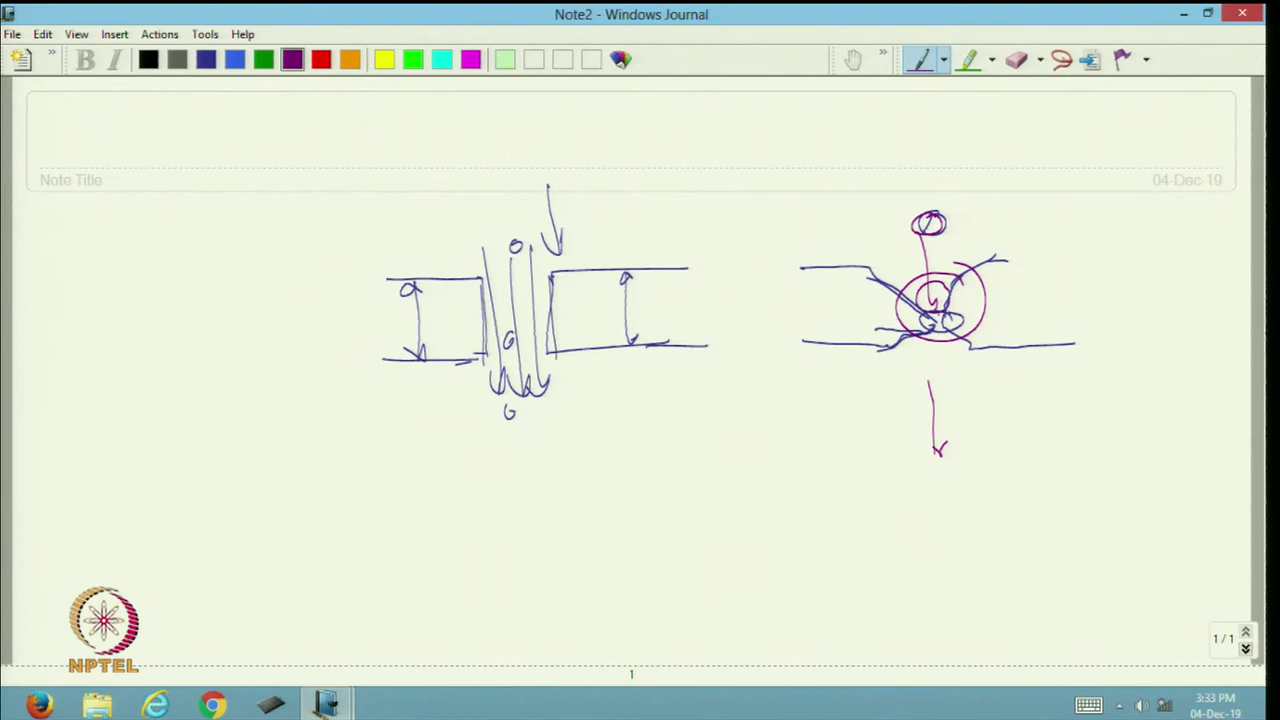 Note2 - Windows Journal
File Edit View Insert Actions Tools Help
B I
Note Title
04-Dec-19
NPTEL
1 / 1
1
3:33 PM
04-Dec-19